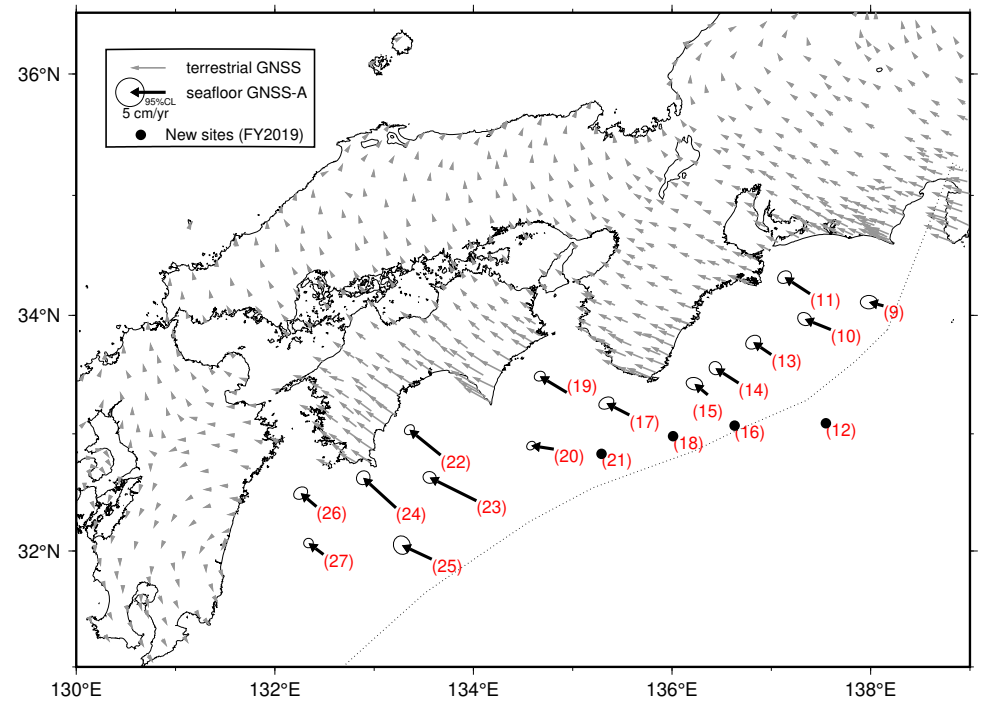 36°N
34°N
32°N
130°E
132°E
134°E
136°E
138°E
terrestrial GNSS
seafloor GNSS-A
95%CL
5 cm/yr
New sites (FY2019)
(9)
(11)
(10)
(13)
(14)
(15)
(19)
(17)
(12)
(16)
(18)
(20)
(21)
(22)
(23)
(24)
(26)
(27)
(25)